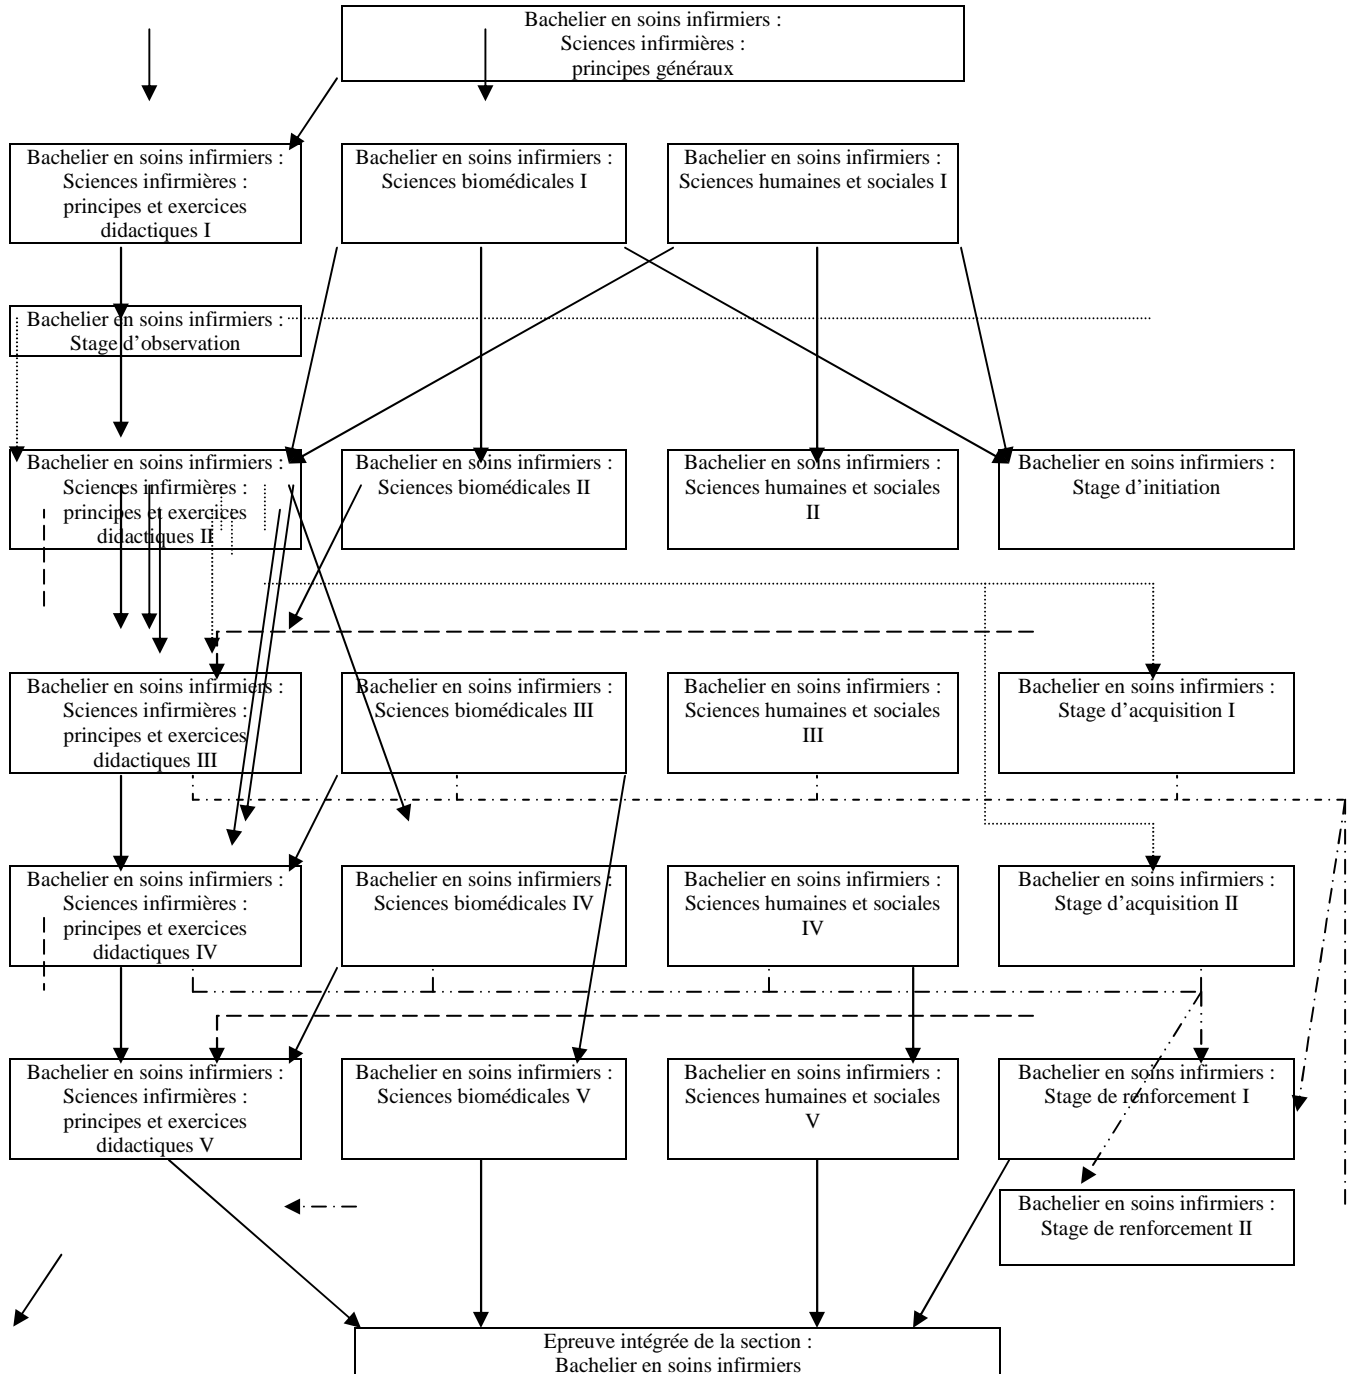 Bachelier en soins infirmiers :
Sciences infirmières :
principes généraux
Bachelier en soins infirmiers :
Sciences infirmières :
principes et exercices
didactiques I
Bachelier en soins infirmiers :
Sciences biomédicales I
Bachelier en soins infirmiers :
Sciences humaines et sociales I
Bachelier en soins infirmiers :
Stage d'observation
Bachelier en soins infirmiers :
Sciences infirmières :
principes et exercices
didactiques II
Bachelier en soins infirmiers :
Sciences biomédicales II
Bachelier en soins infirmiers :
Sciences humaines et sociales
II
Bachelier en soins infirmiers :
Stage d'initiation
Bachelier en soins infirmiers :
Sciences infirmières :
principes et exercices
didactiques III
Bachelier en soins infirmiers :
Sciences biomédicales III
Bachelier en soins infirmiers :
Sciences humaines et sociales
III
Bachelier en soins infirmiers :
Stage d'acquisition I
Bachelier en soins infirmiers :
Sciences infirmières :
principes et exercices
didactiques IV
Bachelier en soins infirmiers :
Sciences biomédicales IV
Bachelier en soins infirmiers :
Sciences humaines et sociales
IV
Bachelier en soins infirmiers :
Stage d'acquisition II
Bachelier en soins infirmiers :
Sciences infirmières :
principes et exercices
didactiques V
Bachelier en soins infirmiers :
Sciences biomédicales V
Bachelier en soins infirmiers :
Sciences humaines et sociales
V
Bachelier en soins infirmiers :
Stage de renforcement I
Bachelier en soins infirmiers :
Stage de renforcement II
Epreuve intégrée de la section :
Bachelier en soins infirmiers